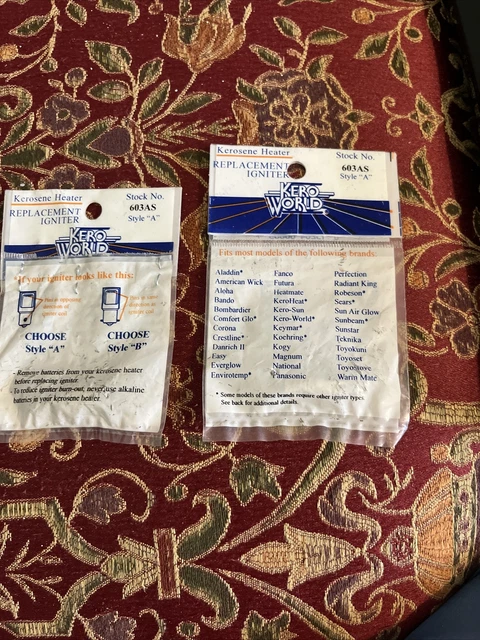 Kerosene Heater
REPLACEMENT
IGNITER
Stock No.
603AS
Style "A"
KERO
WORLD
*If your igniter looks like this:
CHOOSE
Style "A"
CHOOSE
Style "B"
- Remove batteries from your kerosene heater
before replacing igniter.
- To reduce igniter burn-out, never use alkaline
batteries in your kerosene heater.
Kerosene Heater
REPLACEMENT
IGNITER
Stock No.
603AS
Style "A"
KERO
WORLD
Fits most models of the following brands:
Aladdin*
American Wick
Aloha
Bando
Bombardier
Comfort Glo*
Corona
Crestline*
Danrich II
Easy
Everglow
Envirotemp*
Fanco
Futura
Heatmate
KeroHeat*
Kero-Sun
Kero-World*
Keymar*
Koehring*
Kogy
Magnum
National
Panasonic
Perfection
Radiant King
Robeson*
Sears*
Sun Air Glow
Sunbeam*
Sunstar
Teknika
Toyokuni
Toyoset
Toyostove
Warm Mate
* Some models of these brands require other igniter types.
See back for additional details.